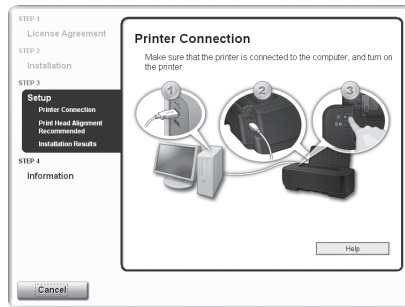 STEP 1
License Agreement
STEP 2
Installation
STEP 3
Setup
Printer Connection
Print Head Alignment
Recommended
Installation Results
STEP 4
Information
Cancel
Printer Connection
Make sure that the printer is connected to the computer, and turn on
the printer.
1
2
3
Help